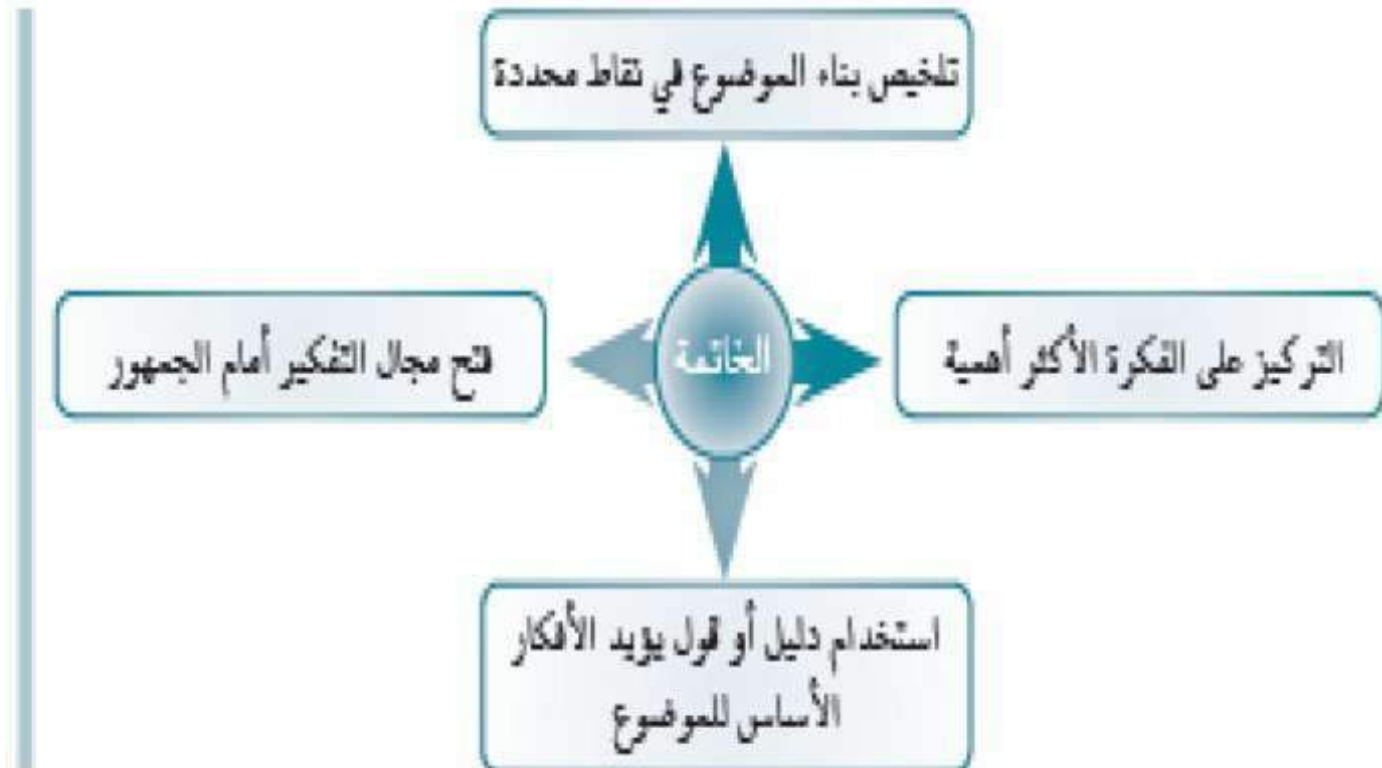 تلخيص بناء الموضوع في نقاط محددة
التركيز على الفكرة الأكثر أهمية
الخاتمة
فتح مجال التفكير أمام الجمهور
استخدام دليل أو قول يؤيد الأفكار
الأساس للموضوع